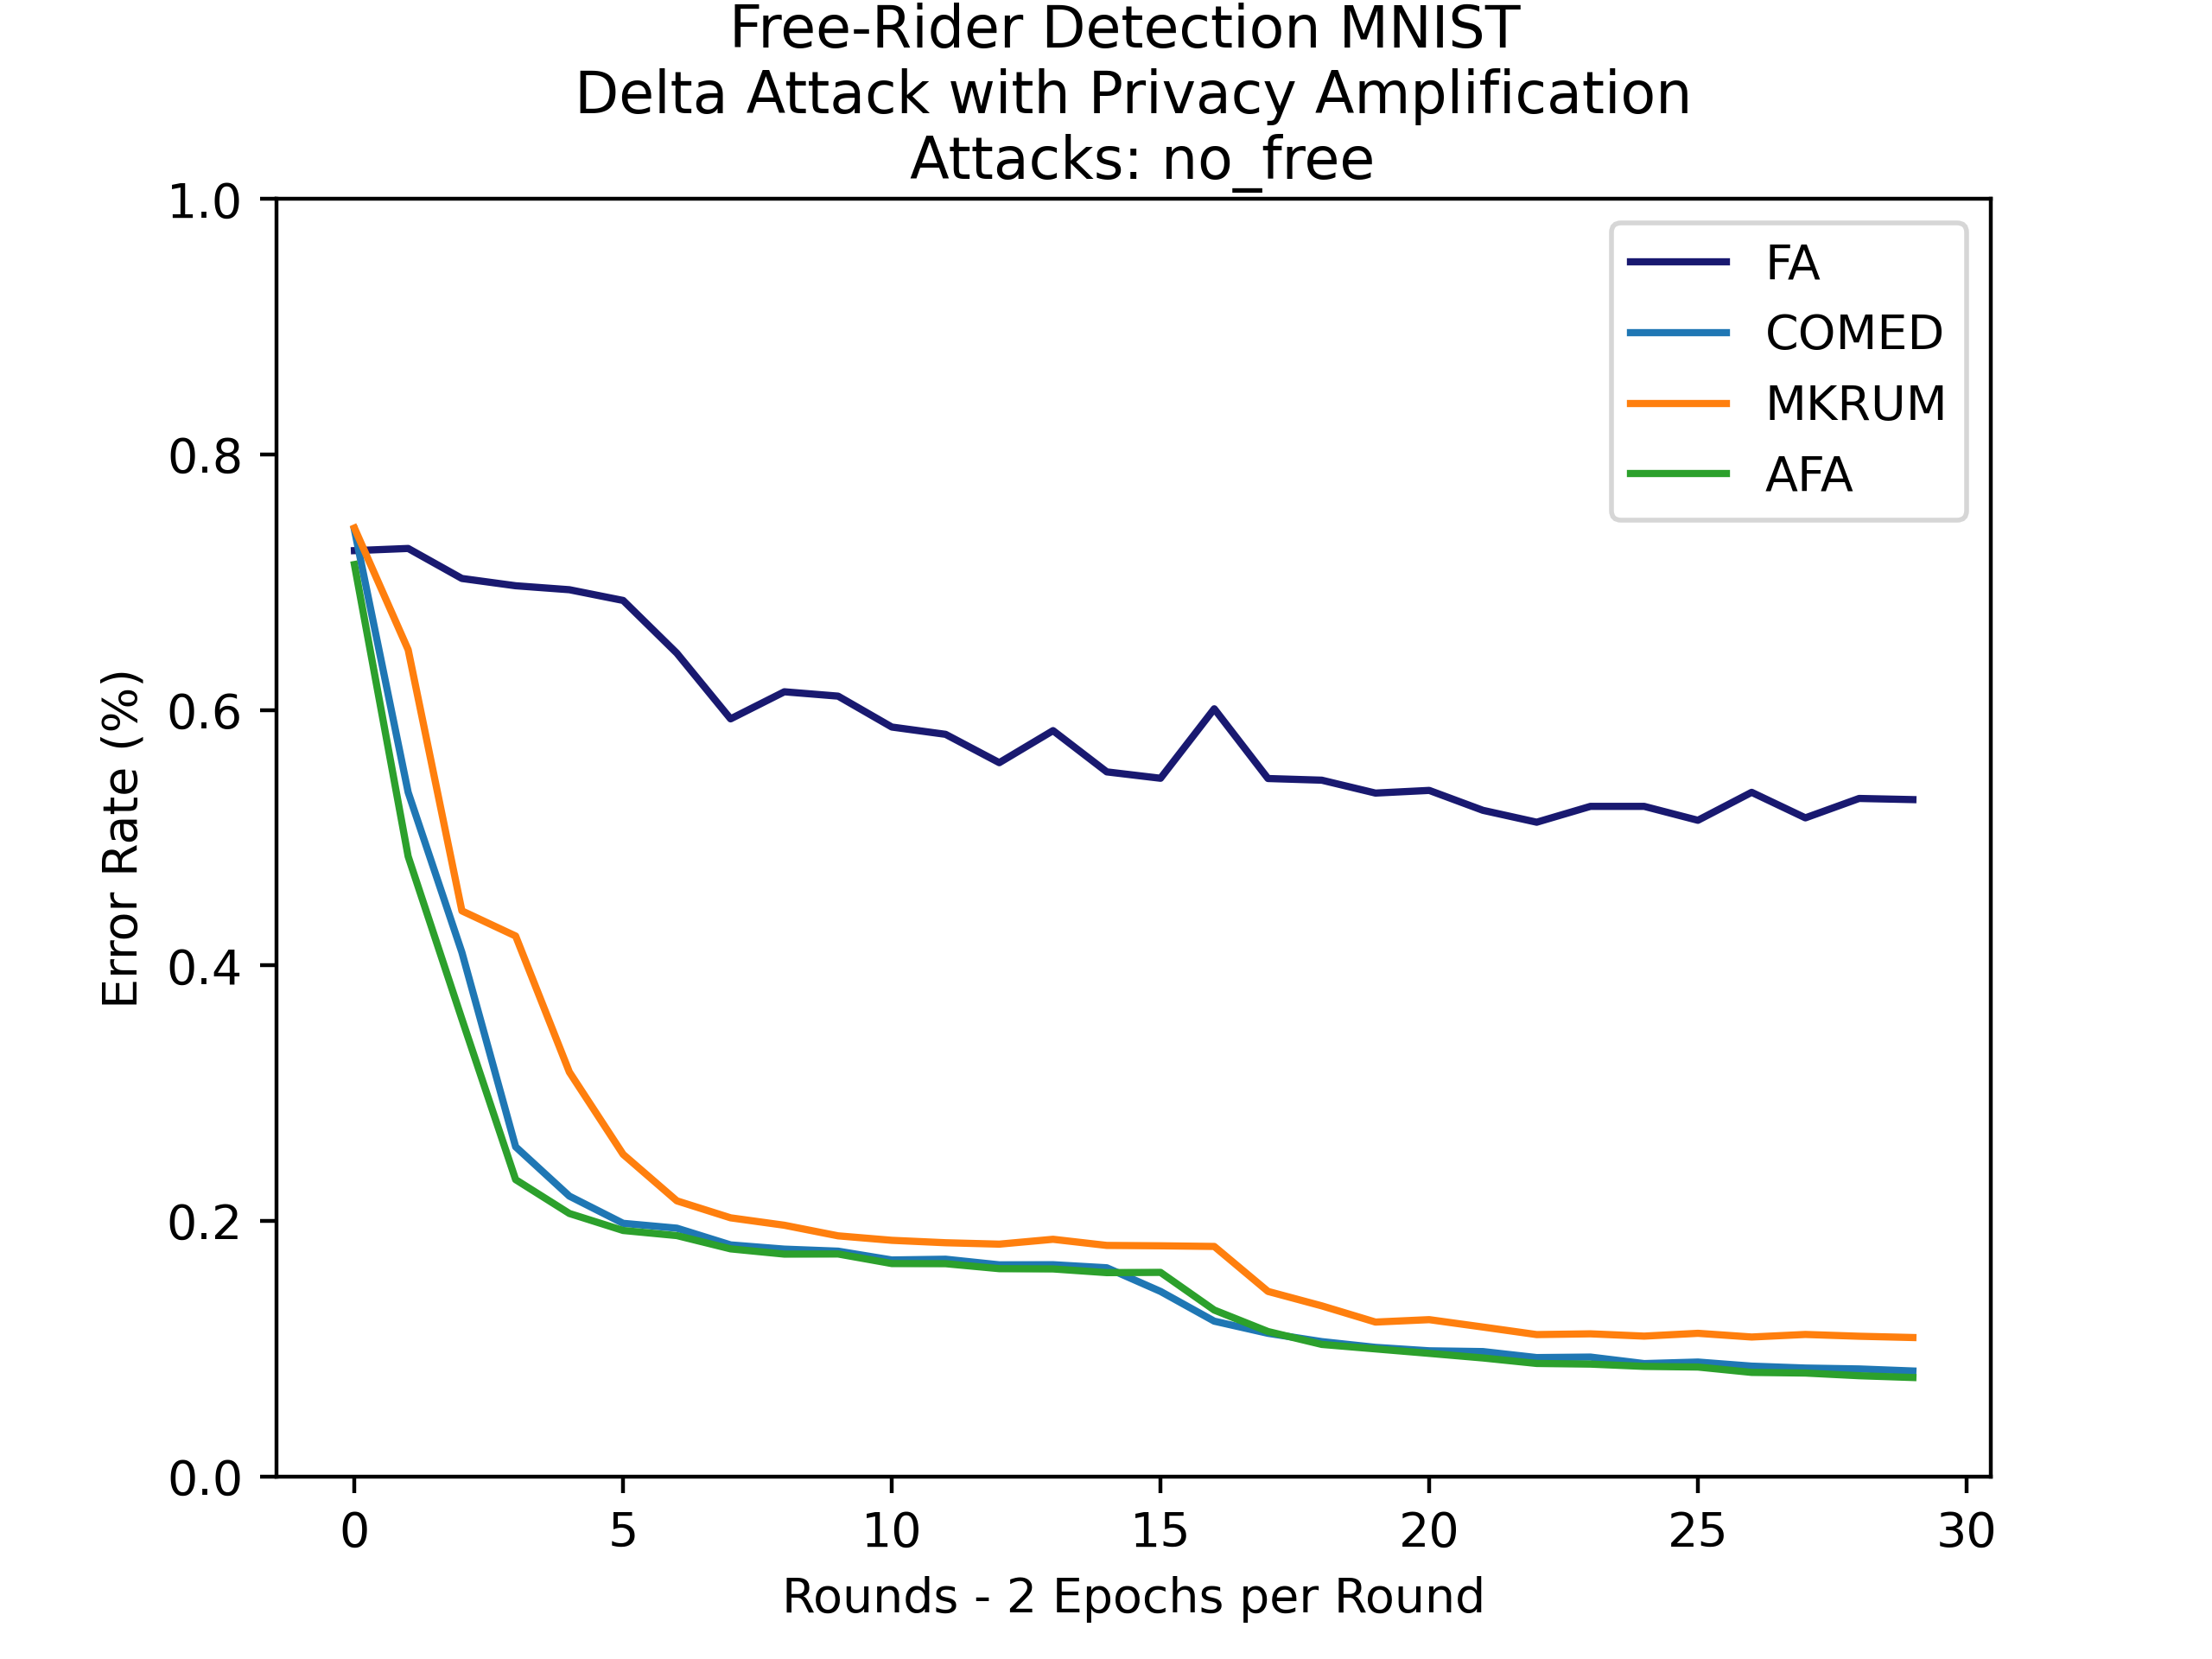 Free-Rider Detection MNIST
Delta Attack with Privacy Amplification
Attacks: no_free
1.0
0.8
0.6
0.4
0.2
0.0
Error Rate (%)
FA
COMED
MKRUM
AFA
0 5 10 15 20 25 30
Rounds - 2 Epochs per Round